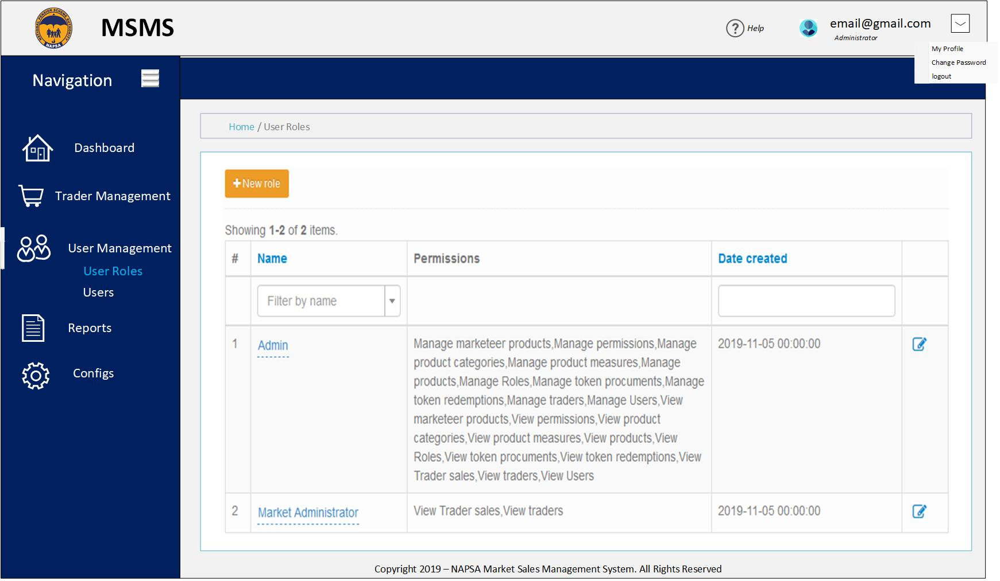 NATIONAL PENSION SCHEME AUTHORITY
NAPSA
MSMS
Help
email@gmail.com
Administrator
My Profile
Change Password
logout
Navigation
Dashboard
Trader Management
User Management
User Roles
Users
Reports
Configs
Home / User Roles
New role
Showing 1-2 of 2 items.
# Name Permissions Date created
Filter by name
1 Admin Manage marketeer products,Manage permissions,Manage 2019-11-05 00:00:00
product categories,Manage product measures,Manage
products,Manage Roles,Manage token procuments,Manage
token redemptions,Manage traders,Manage Users,View
marketeer products,View permissions,View product
categories,View product measures,View products,View
Roles,View token procuments,View token redemptions,View
Trader sales,View traders,View Users
2 Market Administrator View Trader sales,View traders 2019-11-05 00:00:00
Copyright 2019 – NAPSA Market Sales Management System. All Rights Reserved